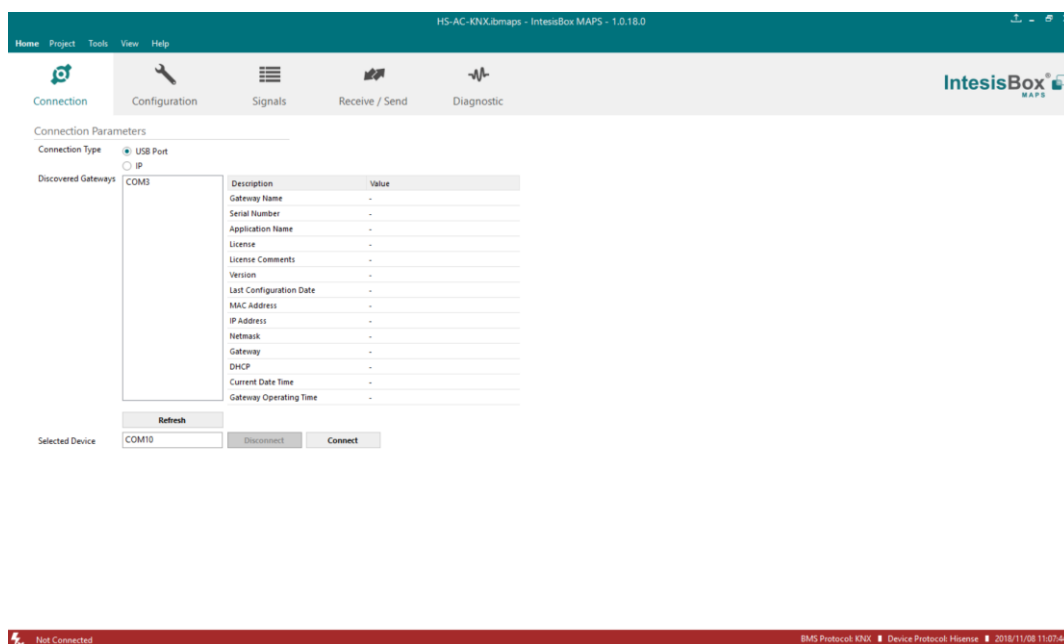 HS-AC-KNX.ibmaps - IntesisBox MAPS - 1.0.18.0
Home Project Tools View Help
Connection Configuration Signals Receive / Send Diagnostic
IntesisBox®
MAPS
Connection Parameters
Connection Type USB Port
IP
Discovered Gateways COM3
Description Value
Gateway Name -
Serial Number -
Application Name -
License -
License Comments -
Version -
Last Configuration Date -
MAC Address -
IP Address -
Netmask -
Gateway -
DHCP -
Current Date Time -
Gateway Operating Time -
Refresh
Selected Device COM10 Disconnect Connect
Not Connected BMS Protocol: KNX Device Protocol: Hisense 2018/11/08